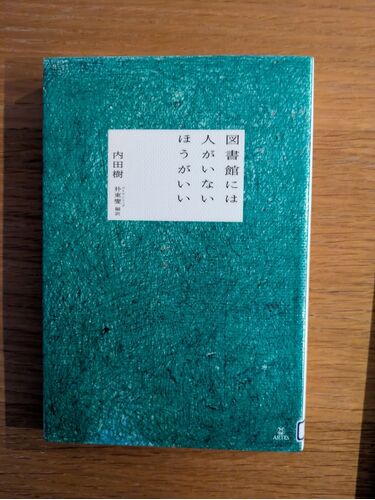 図書館には
人がいない
ほうがいい
内田樹
朴東燮 編訳
ARTES